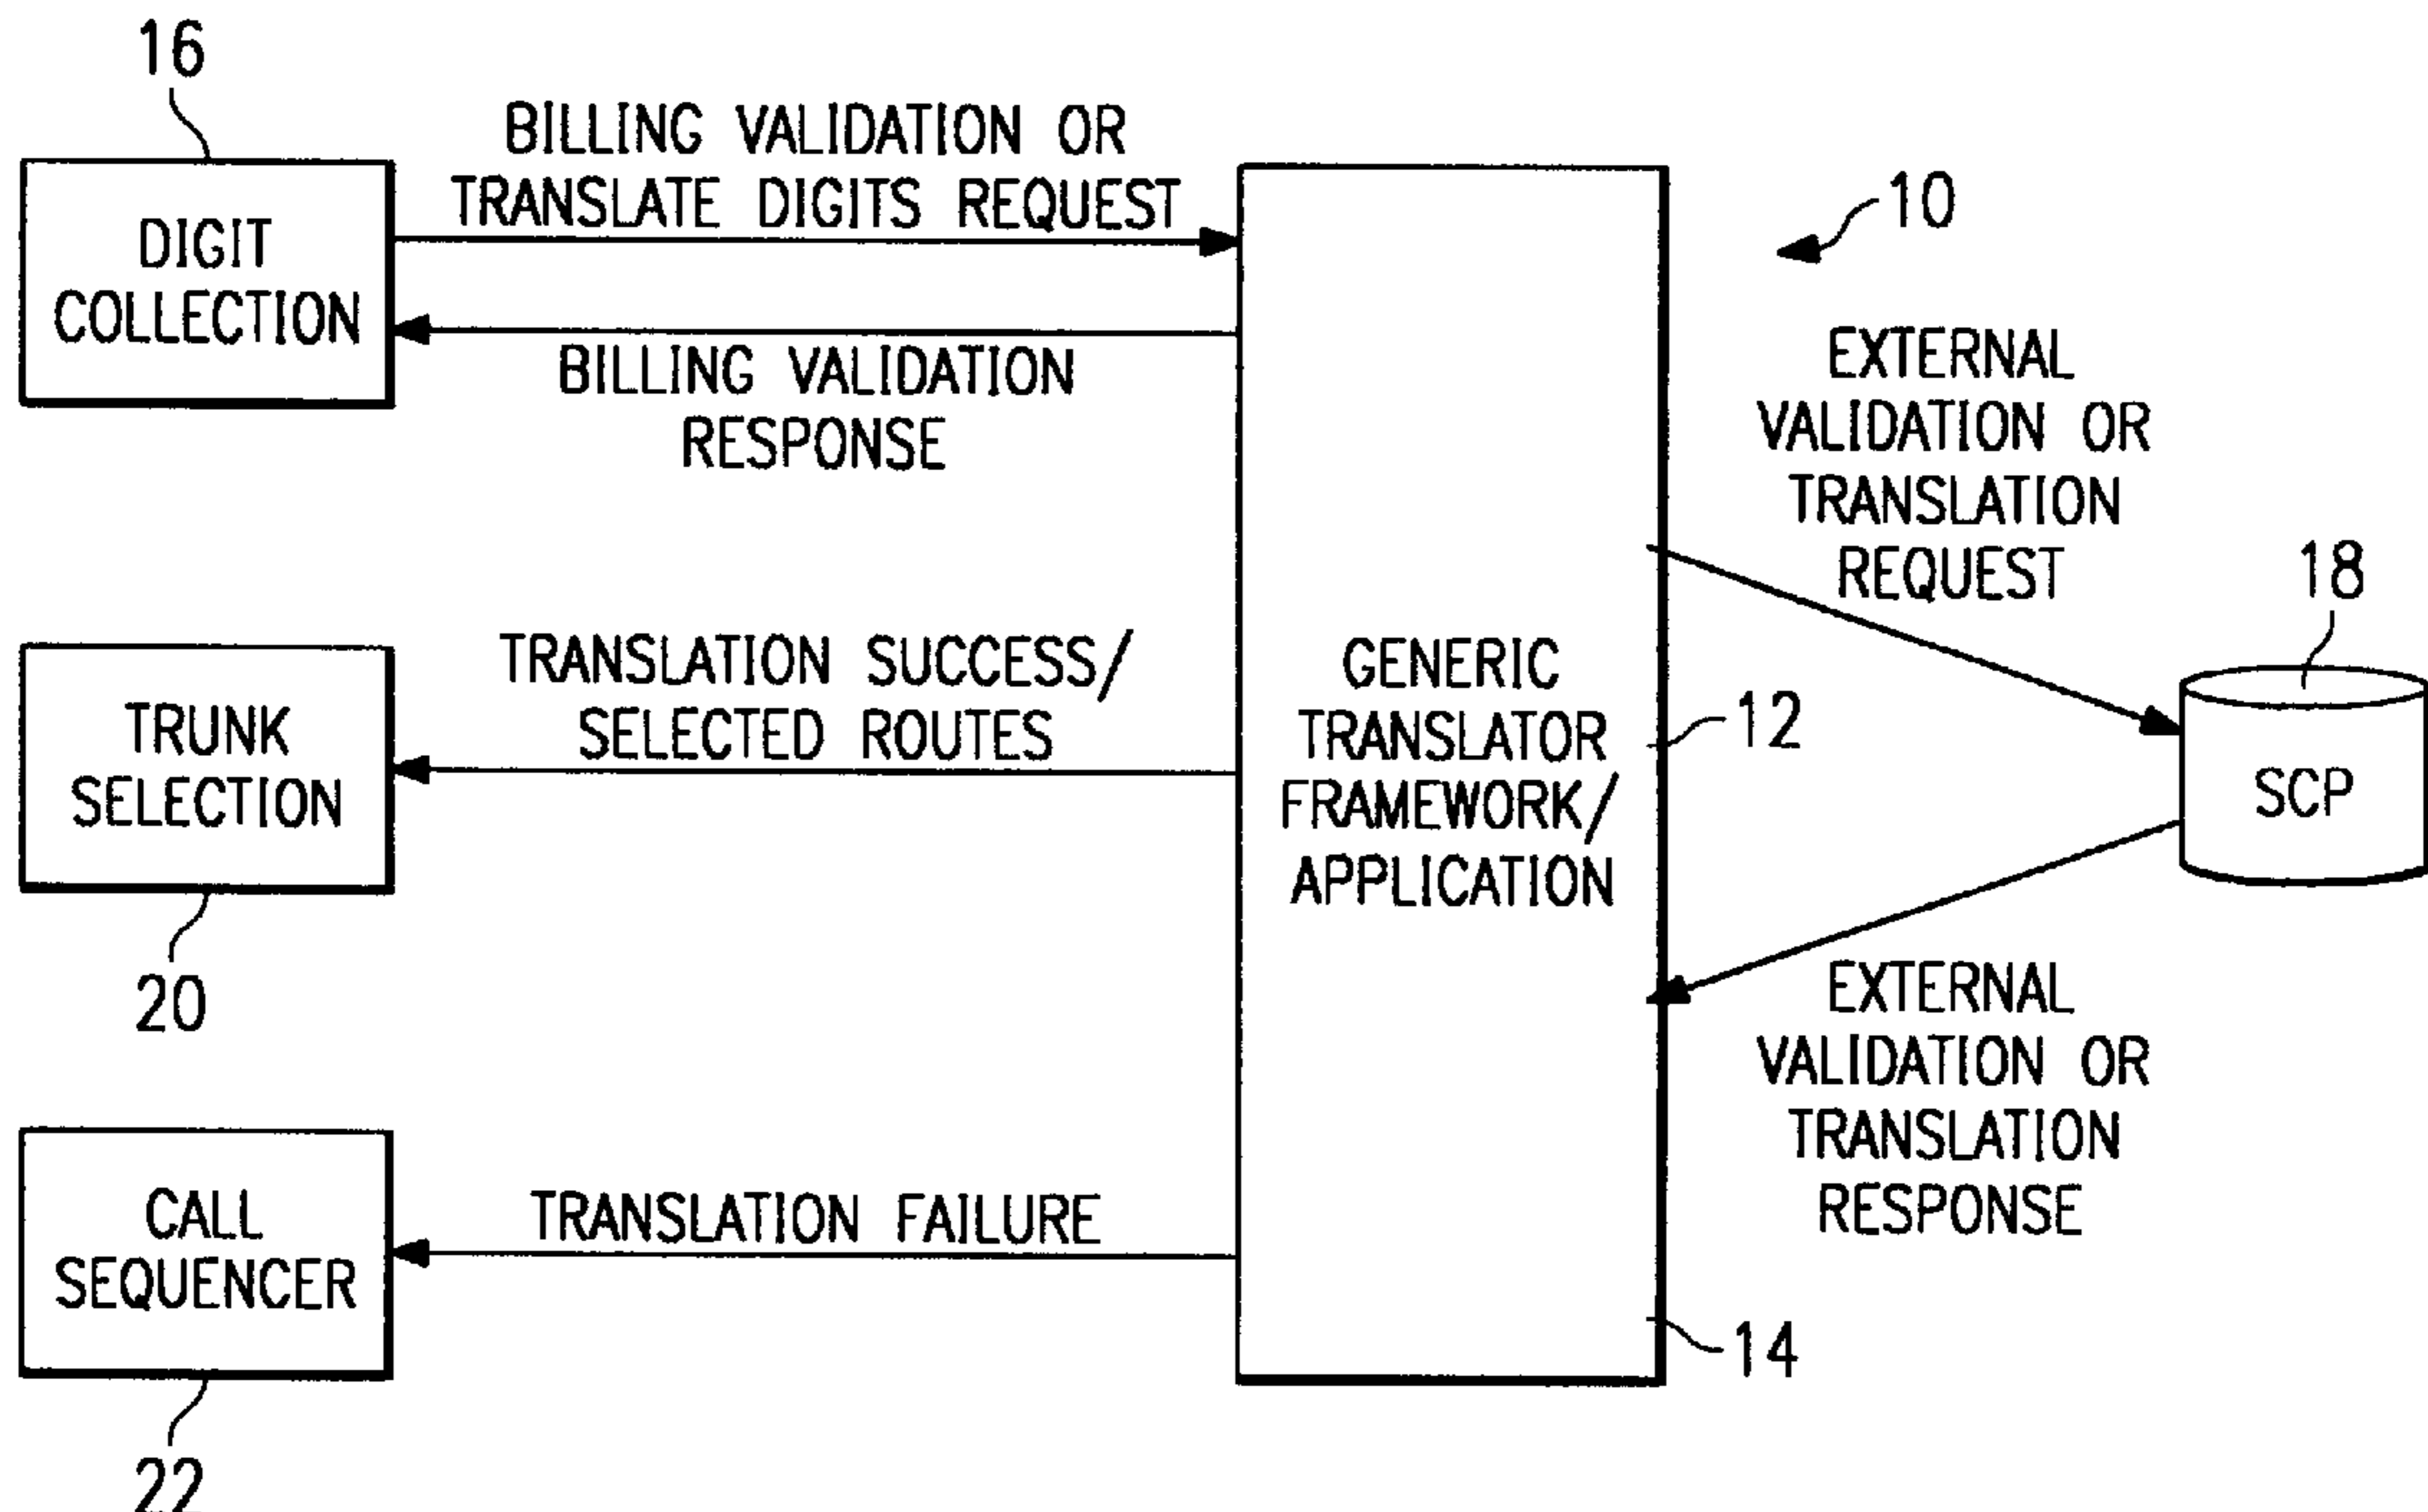 16
BILLING VALIDATION OR
TRANSLATE DIGITS REQUEST
DIGIT
COLLECTION
BILLING VALIDATION
RESPONSE
10
EXTERNAL
VALIDATION OR
TRANSLATION
REQUEST
18
TRANSLATION SUCCESS/
SELECTED ROUTES
TRUNK
SELECTION
20
GENERIC
TRANSLATOR
FRAMEWORK/
APPLICATION
12
SCP
EXTERNAL
VALIDATION OR
TRANSLATION
RESPONSE
CALL
SEQUENCER
TRANSLATION FAILURE
14
22